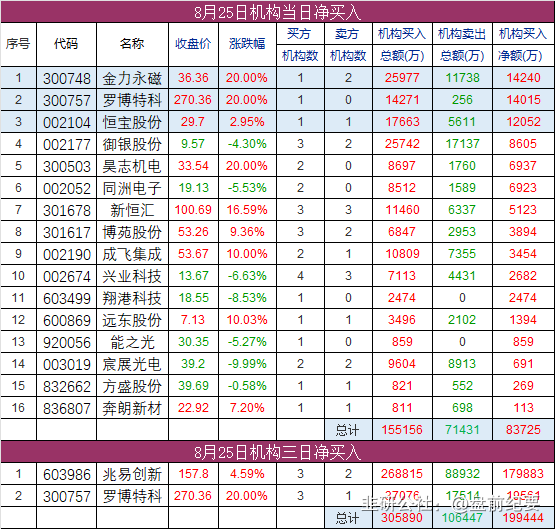 8月25日机构当日净买入
序号 代码 名称 收盘价 涨跌幅 买方机构数 卖方机构数 机构买入总额(万) 机构卖出总额(万) 机构买入净额(万)
1 300748 金力永磁 36.36 20.00% 1 2 25977 11738 14240
2 300757 罗博特科 270.36 20.00% 1 0 14271 256 14015
3 002104 恒宝股份 29.7 2.95% 1 1 17663 5611 12052
4 002177 御银股份 9.57 -4.30% 3 2 25742 17137 8605
5 300503 昊志机电 33.54 20.00% 2 0 8697 1760 6937
6 002052 同洲电子 19.13 -5.53% 2 0 8512 1589 6923
7 301678 新恒汇 100.69 16.59% 3 3 11460 6337 5123
8 301617 博苑股份 53.26 9.36% 3 2 6847 2953 3894
9 002190 成飞集成 53.67 10.00% 2 1 10809 7355 3454
10 002674 兴业科技 13.67 -6.63% 4 3 7113 4431 2682
11 603499 翔港科技 18.55 -8.53% 1 0 2474 0 2474
12 600869 远东股份 7.13 10.03% 1 1 3496 2102 1394
13 920056 能之光 30.35 -5.27% 1 0 859 0 859
14 003019 宸展光电 39.2 -9.99% 2 2 9604 8913 691
15 832662 方盛股份 39.69 -0.58% 1 1 821 552 269
16 836807 奔朗新材 22.92 7.20% 1 1 811 698 113
总计 155156 71431 83725
8月25日机构三日净买入
1 603986 兆易创新 157.8 4.59% 3 2 268815 88932 179883
2 300757 罗博特科 270.36 20.00% 3 1 37076 17514
总计 305890 106447 199444
韭研公社：@盘前纪要